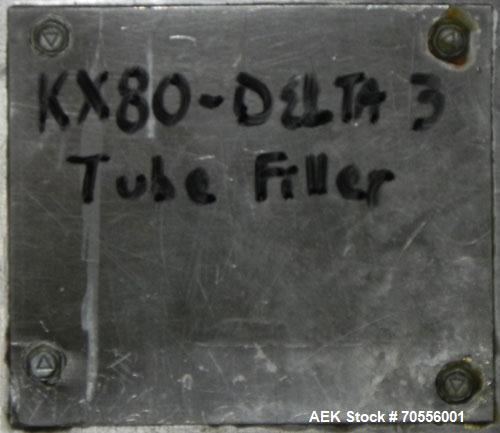 KX80-DELTA 3
Tube Filler
AEK Stock # 70556001